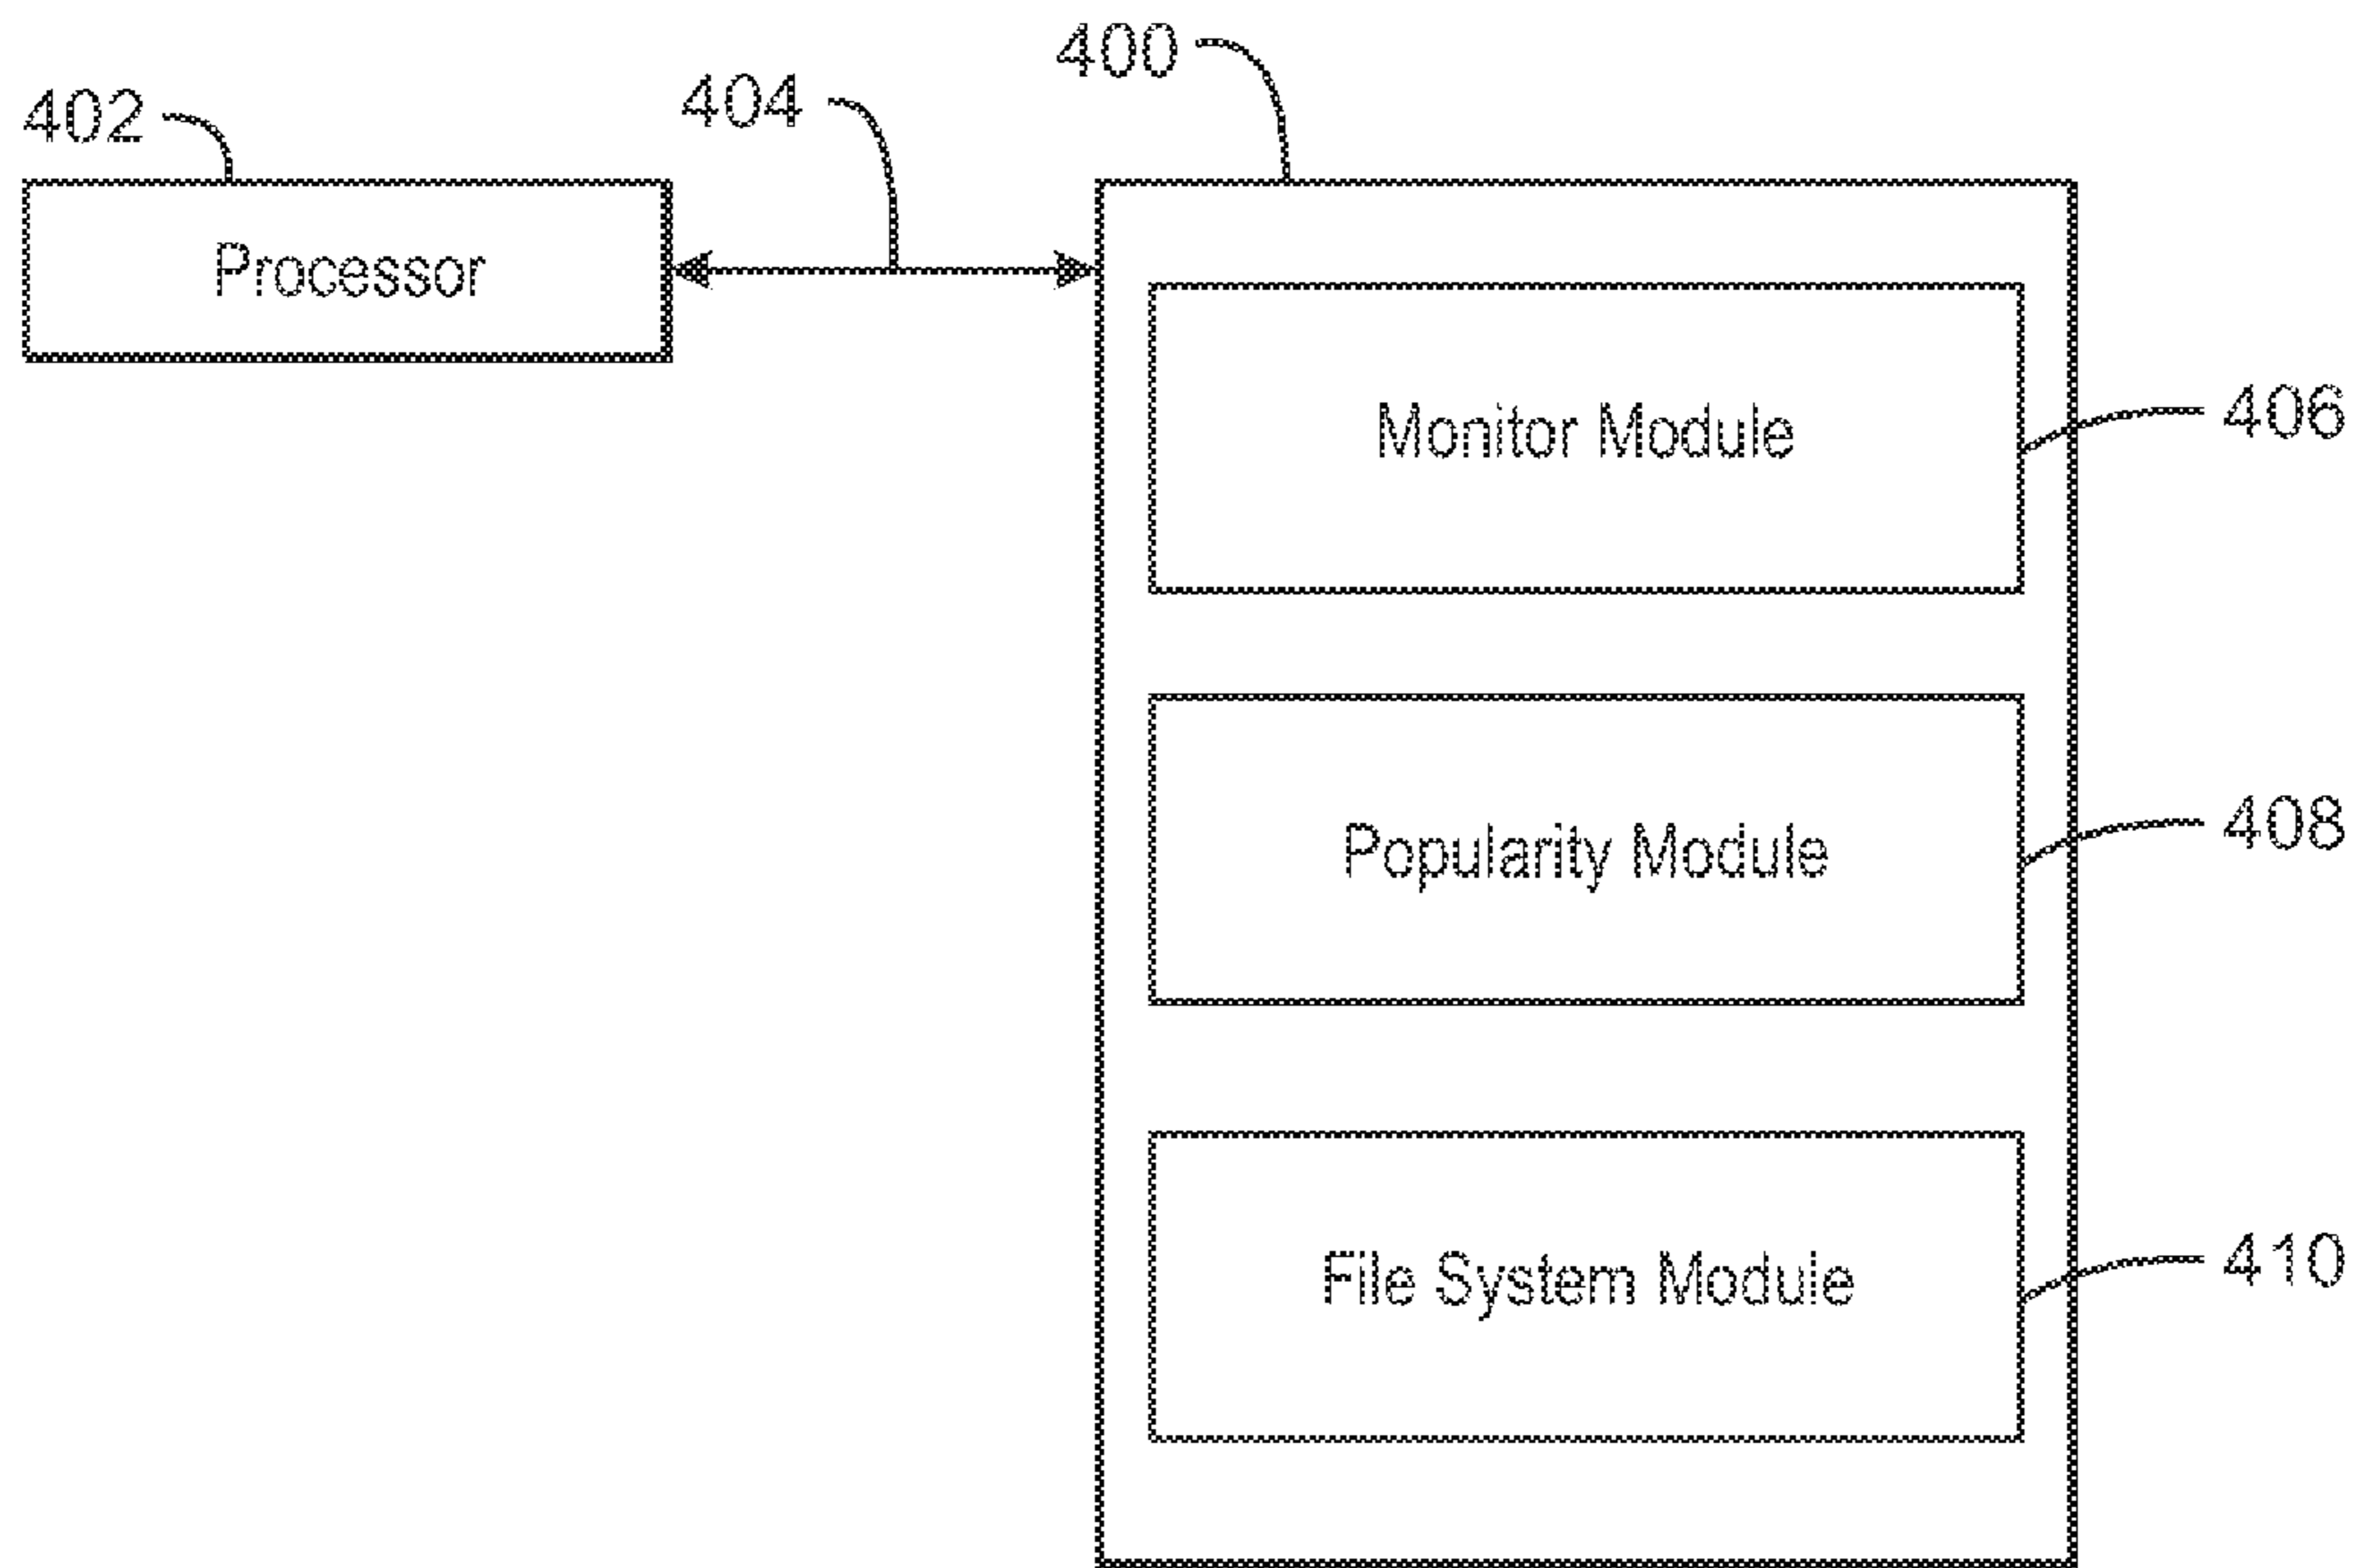 400
404
402
Processor
Monitor Module
406
Popularity Module
408
File System Module
410